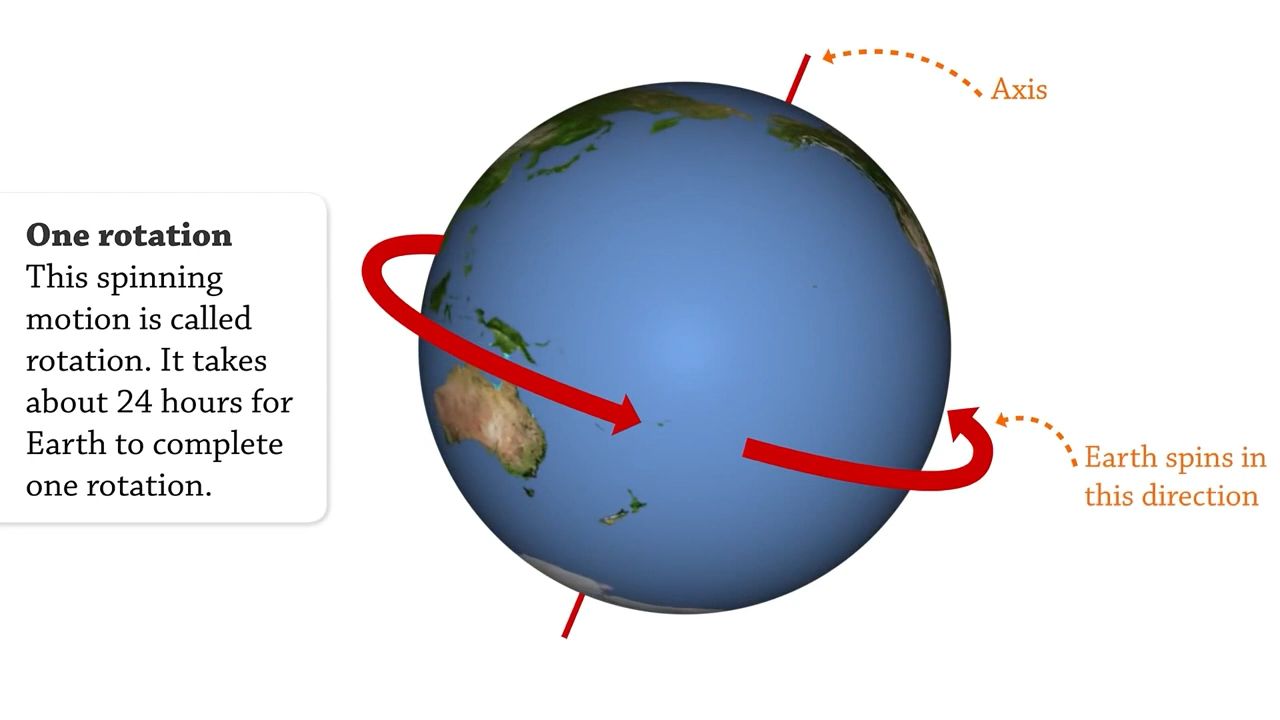 One rotation
This spinning
motion is called
rotation. It takes
about 24 hours for
Earth to complete
one rotation.
Axis
Earth spins in
this direction